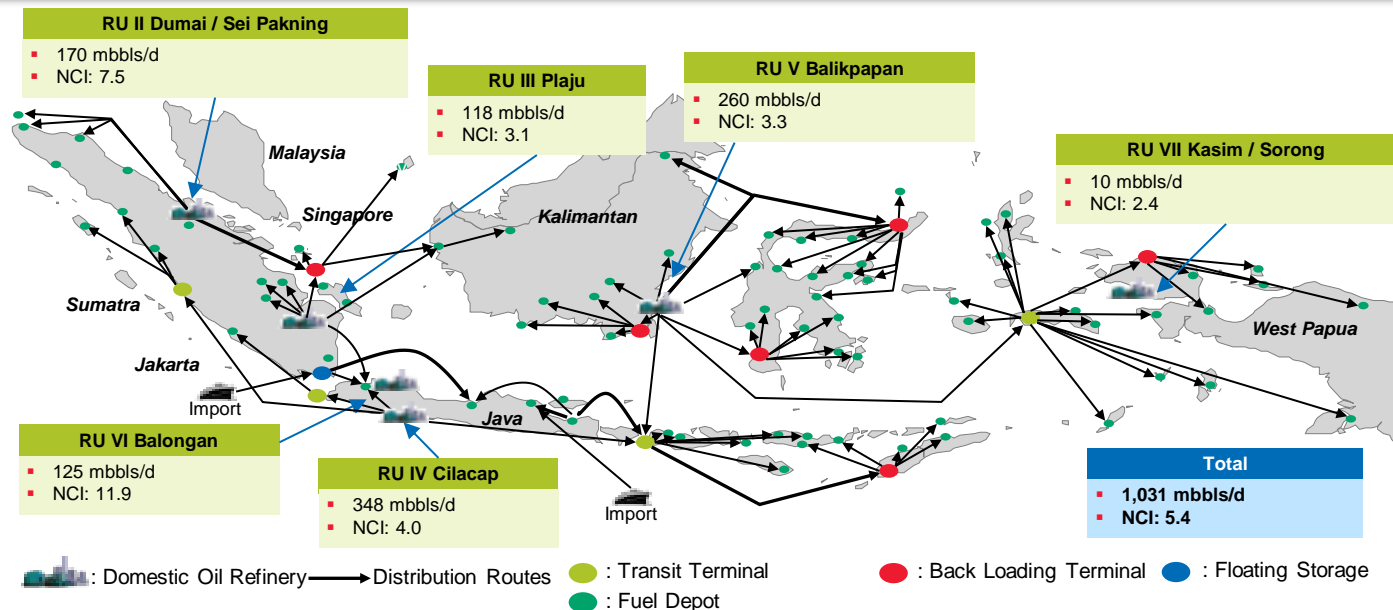 RU II Dumai / Sei Pakning
170 mbbls/d
NCI: 7.5
RU III Plaju
118 mbbls/d
NCI: 3.1
RU V Balikpapan
260 mbbls/d
NCI: 3.3
RU VII Kasim / Sorong
10 mbbls/d
NCI: 2.4
Malaysia
Singapore
Kalimantan
Sumatra
West Papua
Jakarta
Import
Java
RU VI Balongan
125 mbbls/d
NCI: 11.9
RU IV Cilacap
348 mbbls/d
NCI: 4.0
Import
Total
1,031 mbbls/d
NCI: 5.4
: Domestic Oil Refinery
Distribution Routes
: Transit Terminal
: Back Loading Terminal
: Floating Storage
: Fuel Depot